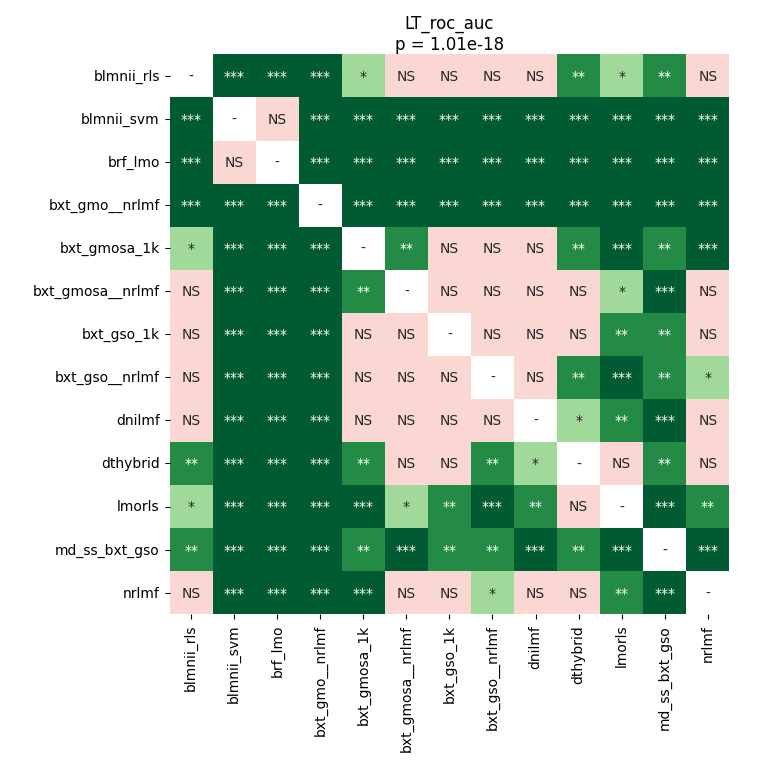 LT_roc_auc
p = 1.01e-18
blmnii_rls - *** *** *** * NS NS NS NS ** * ** NS
blmnii_svm *** - NS *** *** *** *** *** *** *** *** *** ***
brf_lmo *** NS - *** *** *** *** *** *** *** *** *** ***
bxt_gmo__nrlmf *** *** *** - *** *** *** *** *** *** *** *** ***
bxt_gmosa_1k * *** *** *** - ** NS NS NS ** *** ** ***
bxt_gmosa__nrlmf NS *** *** *** ** - NS NS NS NS * *** NS
bxt_gso_1k NS *** *** *** NS NS - NS NS NS ** ** NS
bxt_gso__nrlmf NS *** *** *** NS NS NS - NS ** *** ** *
dnilmf NS *** *** *** NS NS NS NS - * ** *** NS
dthybrid ** *** *** *** ** NS NS ** * - NS ** NS
lmorls * *** *** *** *** * ** *** ** NS - *** **
md_ss_bxt_gso ** *** *** *** ** *** ** ** *** ** *** - ***
nrlmf NS *** *** *** *** NS NS * NS NS ** *** -
blmnii_rls blmnii_svm brf_lmo bxt_gmo__nrlmf bxt_gmosa_1k bxt_gmosa__nrlmf bxt_gso_1k bxt_gso__nrlmf dnilmf dthybrid lmorls md_ss_bxt_gso nrlmf